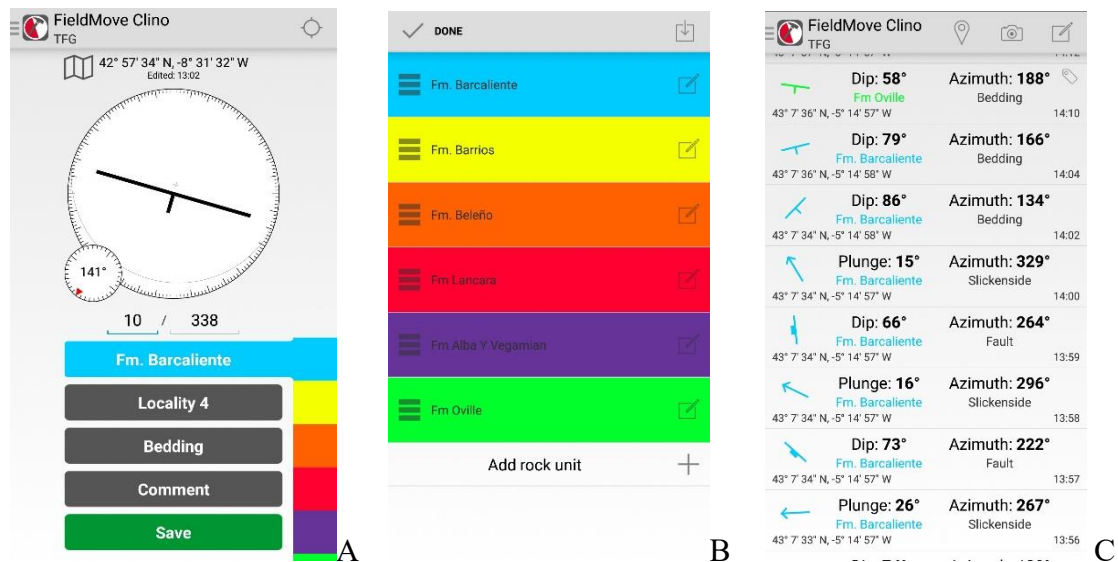 FieldMove Clino
TFG
42° 57' 34" N, -8° 31' 32" W
Edited: 13:02
141°
10 / 338
Fm. Barcaliente
Locality 4
Bedding
Comment
Save
A
DONE
Fm. Barcaliente
Fm. Barrios
Fm. Beleño
Fm Lancara
Fm Alba Y Vegamian
Fm Oville
Add rock unit
B
FieldMove Clino
TFG
14:12
Dip: 58° Azimuth: 188°
Fm Oville Bedding
43° 7' 36" N, -5° 14' 57" W 14:10
Dip: 79° Azimuth: 166°
Fm. Barcaliente Bedding
43° 7' 36" N, -5° 14' 58" W 14:04
Dip: 86° Azimuth: 134°
Fm. Barcaliente Bedding
43° 7' 34" N, -5° 14' 58" W 14:02
Plunge: 15° Azimuth: 329°
Fm. Barcaliente Slickenside
43° 7' 34" N, -5° 14' 57" W 14:00
Dip: 66° Azimuth: 264°
Fm. Barcaliente Fault
43° 7' 34" N, -5° 14' 57" W 13:59
Plunge: 16° Azimuth: 296°
Fm. Barcaliente Slickenside
43° 7' 34" N, -5° 14' 57" W 13:58
Dip: 73° Azimuth: 222°
Fm. Barcaliente Fault
43° 7' 34" N, -5° 14' 57" W 13:57
Plunge: 26° Azimuth: 267°
Fm. Barcaliente Slickenside
43° 7' 33" N, -5° 14' 57" W 13:56
C